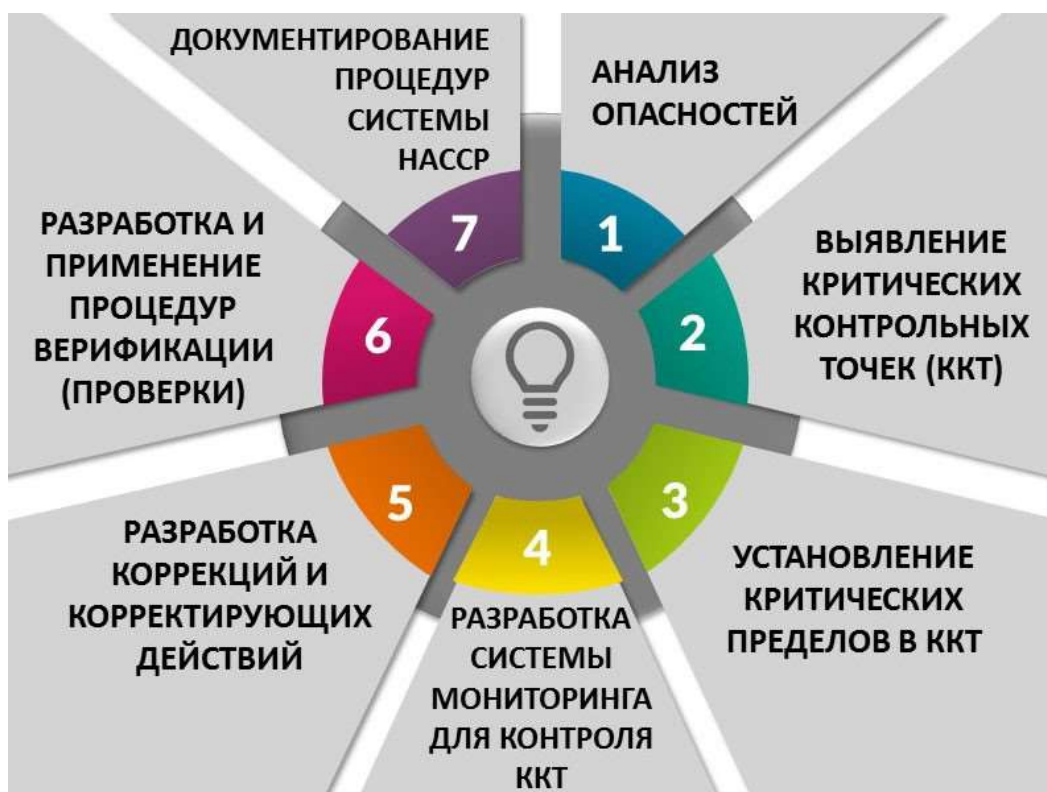 1
АНАЛИЗ
ОПАСНОСТЕЙ
2
ВЫЯВЛЕНИЕ
КРИТИЧЕСКИХ
КОНТРОЛЬНЫХ
ТОЧЕК (ККТ)
3
УСТАНОВЛЕНИЕ
КРИТИЧЕСКИХ
ПРЕДЕЛОВ В ККТ
4
РАЗРАБОТКА
СИСТЕМЫ
МОНИТОРИНГА
ДЛЯ КОНТРОЛЯ
ККТ
5
РАЗРАБОТКА
КОРРЕКЦИЙ И
КОРРЕКТИРУЮЩИХ
ДЕЙСТВИЙ
6
РАЗРАБОТКА И
ПРИМЕНЕНИЕ
ПРОЦЕДУР
ВЕРИФИКАЦИИ
(ПРОВЕРКИ)
7
ДОКУМЕНТИРОВАНИЕ
ПРОЦЕДУР
СИСТЕМЫ
НАССР